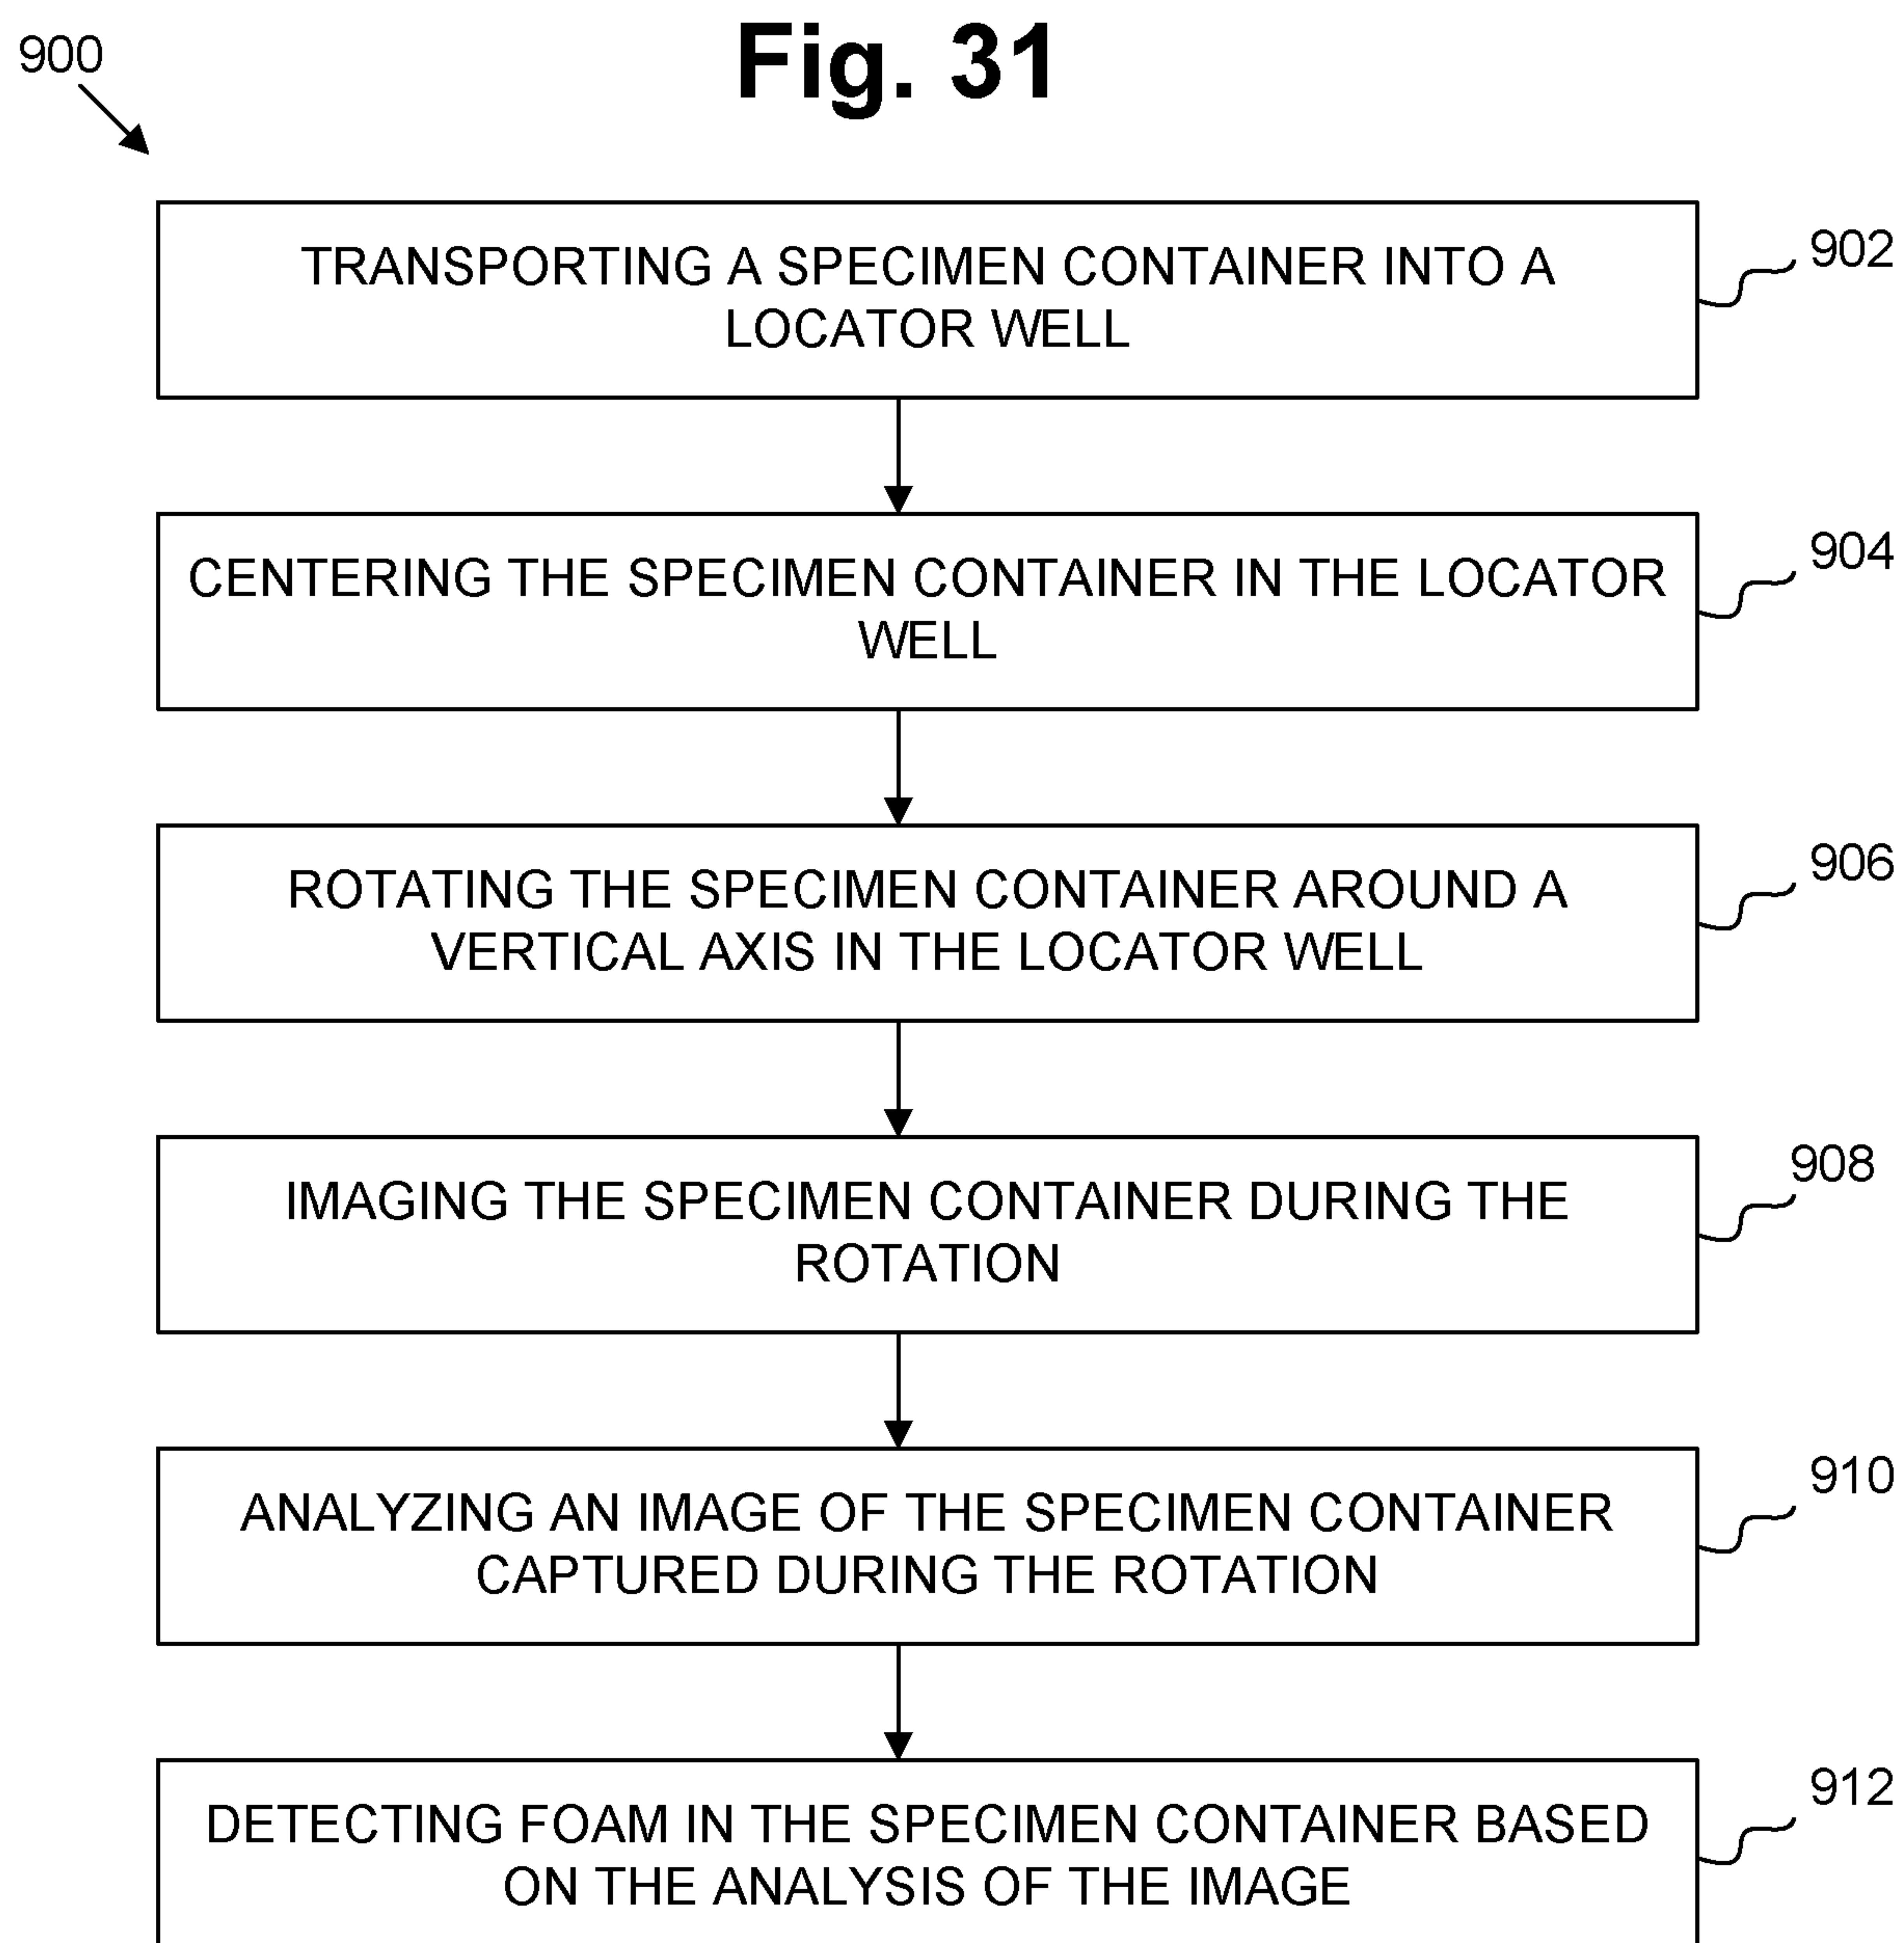 Fig. 31
900
TRANSPORTING A SPECIMEN CONTAINER INTO A
LOCATOR WELL
902
CENTERING THE SPECIMEN CONTAINER IN THE LOCATOR
WELL
904
ROTATING THE SPECIMEN CONTAINER AROUND A
VERTICAL AXIS IN THE LOCATOR WELL
906
IMAGING THE SPECIMEN CONTAINER DURING THE
ROTATION
908
ANALYZING AN IMAGE OF THE SPECIMEN CONTAINER
CAPTURED DURING THE ROTATION
910
DETECTING FOAM IN THE SPECIMEN CONTAINER BASED
ON THE ANALYSIS OF THE IMAGE
912